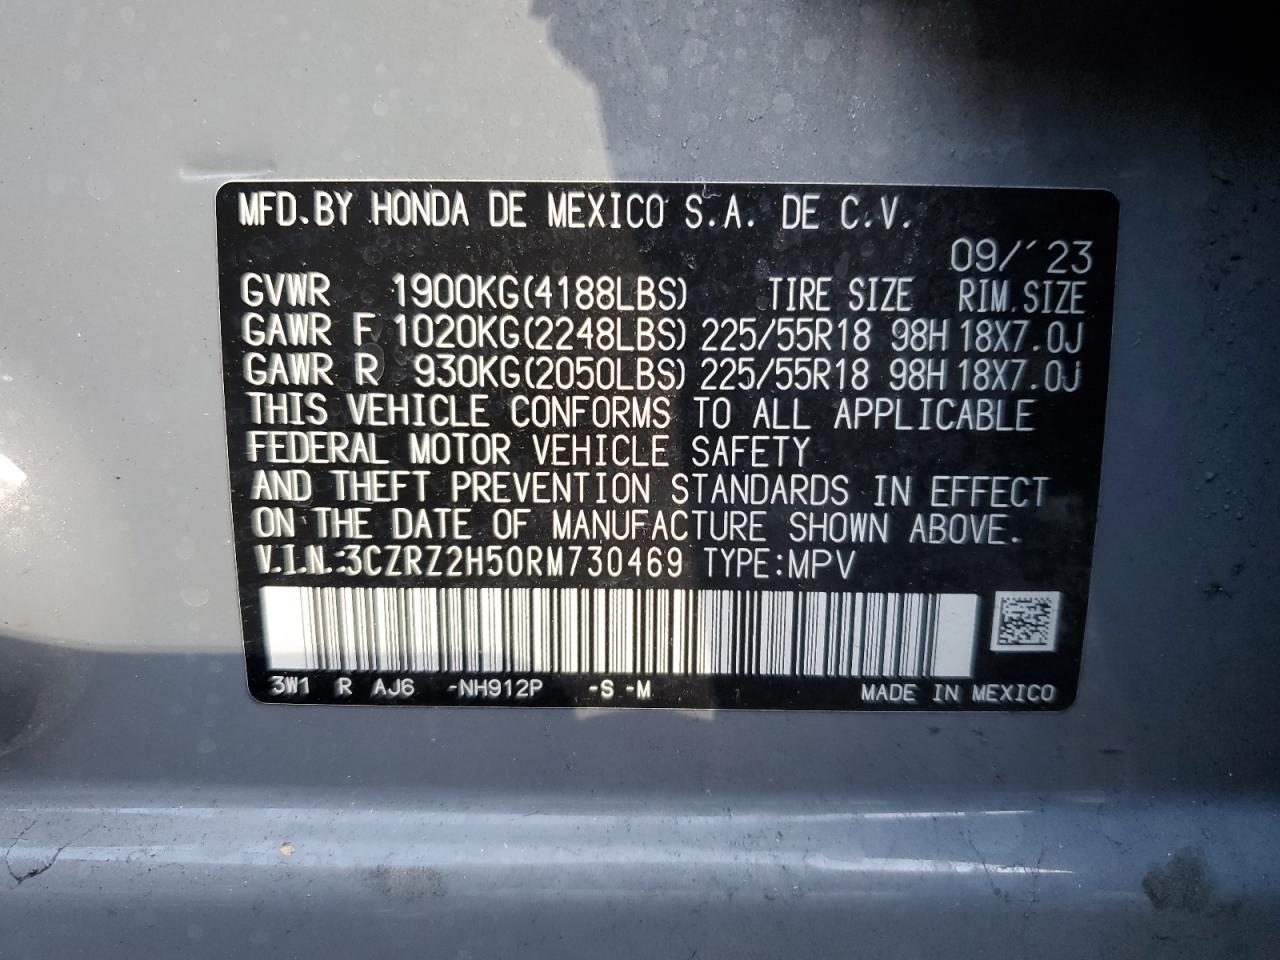 MFD.BY HONDA DE MEXICO S.A. DE C.V.
09/´23
GVWR 1900KG(4188LBS) TIRE SIZE RIM.SIZE
GAWR F 1020KG(2248LBS) 225/55R18 98H 18X7.0J
GAWR R 930KG(2050LBS) 225/55R18 98H 18X7.0J
THIS VEHICLE CONFORMS TO ALL APPLICABLE
FEDERAL MOTOR VEHICLE SAFETY
AND THEFT PREVENTION STANDARDS IN EFFECT
ON THE DATE OF MANUFACTURE SHOWN ABOVE.
V.I.N.:3CZRZ2H50RM730469 TYPE:MPV
3W1 R AJ6 -NH912P -S -M MADE IN MEXICO